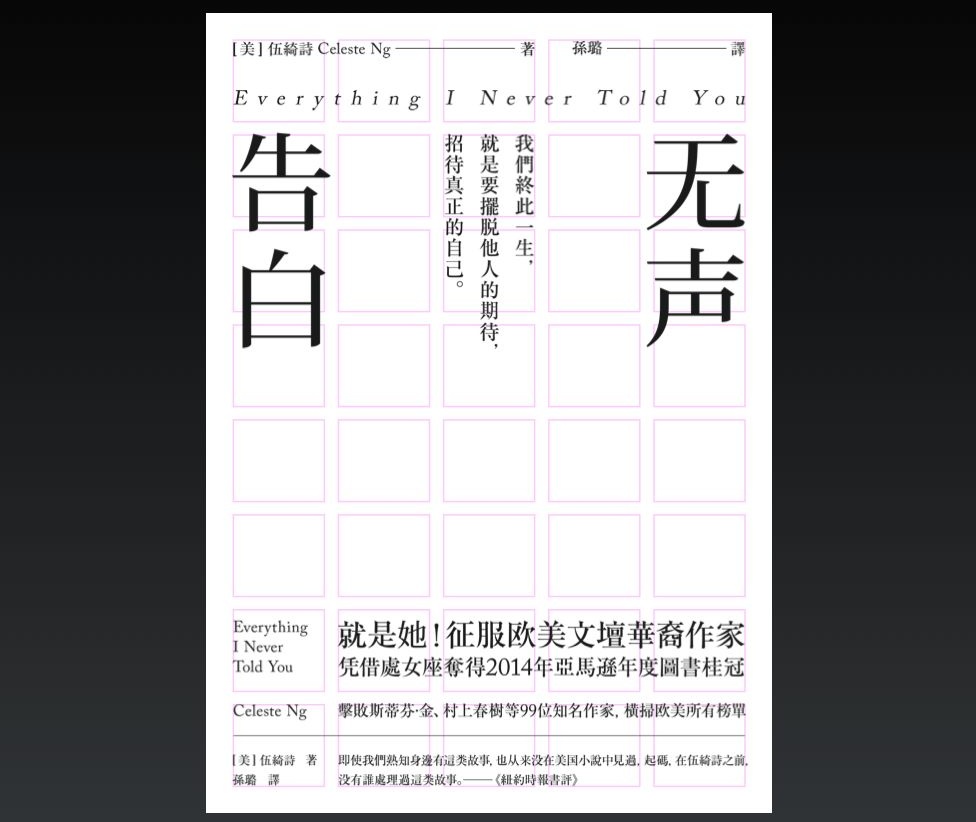 [美] 伍綺詩 Celeste Ng ——— 著 孫璐 ——— 譯
Everything I Never Told You
无声
告白
我們終此一生，
就是要擺脱他人的期待，
招待真正的自己。
Everything
I Never
Told You
就是她！征服欧美文壇華裔作家
凭借處女座奪得2014年亞馬遜年度圖書桂冠
Celeste Ng
擊敗斯蒂芬·金、村上春樹等99位知名作家, 橫掃欧美所有榜單
[美] 伍綺詩 著
孫璐 譯
即使我們熟知身邊有這类故事, 也从来没在美国小說中見過, 起碼, 在伍綺詩之前,
没有誰處理過這类故事。——《紐約時報書評》